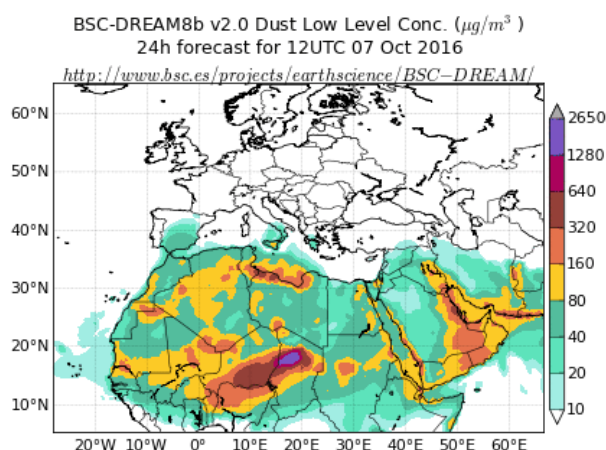 BSC-DREAM8b v2.0 Dust Low Level Conc. (μg/m³ )
24h forecast for 12UTC 07 Oct 2016
http://www.bsc.es/projects/earthscience/BSC−DREAM/
60°N
50°N
40°N
30°N
20°N
10°N
20°W 10°W 0° 10°E 20°E 30°E 40°E 50°E 60°E
2650
1280
640
320
160
80
40
20
10